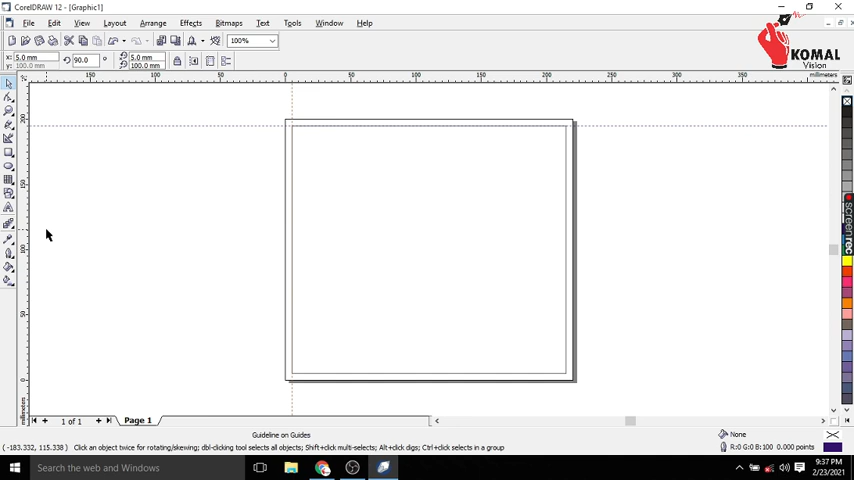 CorelDRAW 12 - [Graphic1]
File Edit View Layout Arrange Effects Bitmaps Text Tools Window Help
KOMAL
Vision
100%
x: 5.0 mm
y: 100.0 mm
90.0 °
5.0 mm
100.0 mm
150 100 50 0 50 100 150 200 250 300 350 millimeters
200
150
100
50
0
millimeters
screenrec
1 of 1 Page 1
Guideline on Guides
( -183.332, 115.338 ) Click an object twice for rotating/skewing; dbl-clicking tool selects all objects; Shift+click multi-selects; Alt+click digs; Ctrl+click selects in a group
None
R:0 G:0 B:100 0.000 points
Search the web and Windows
9:37 PM
2/23/2021